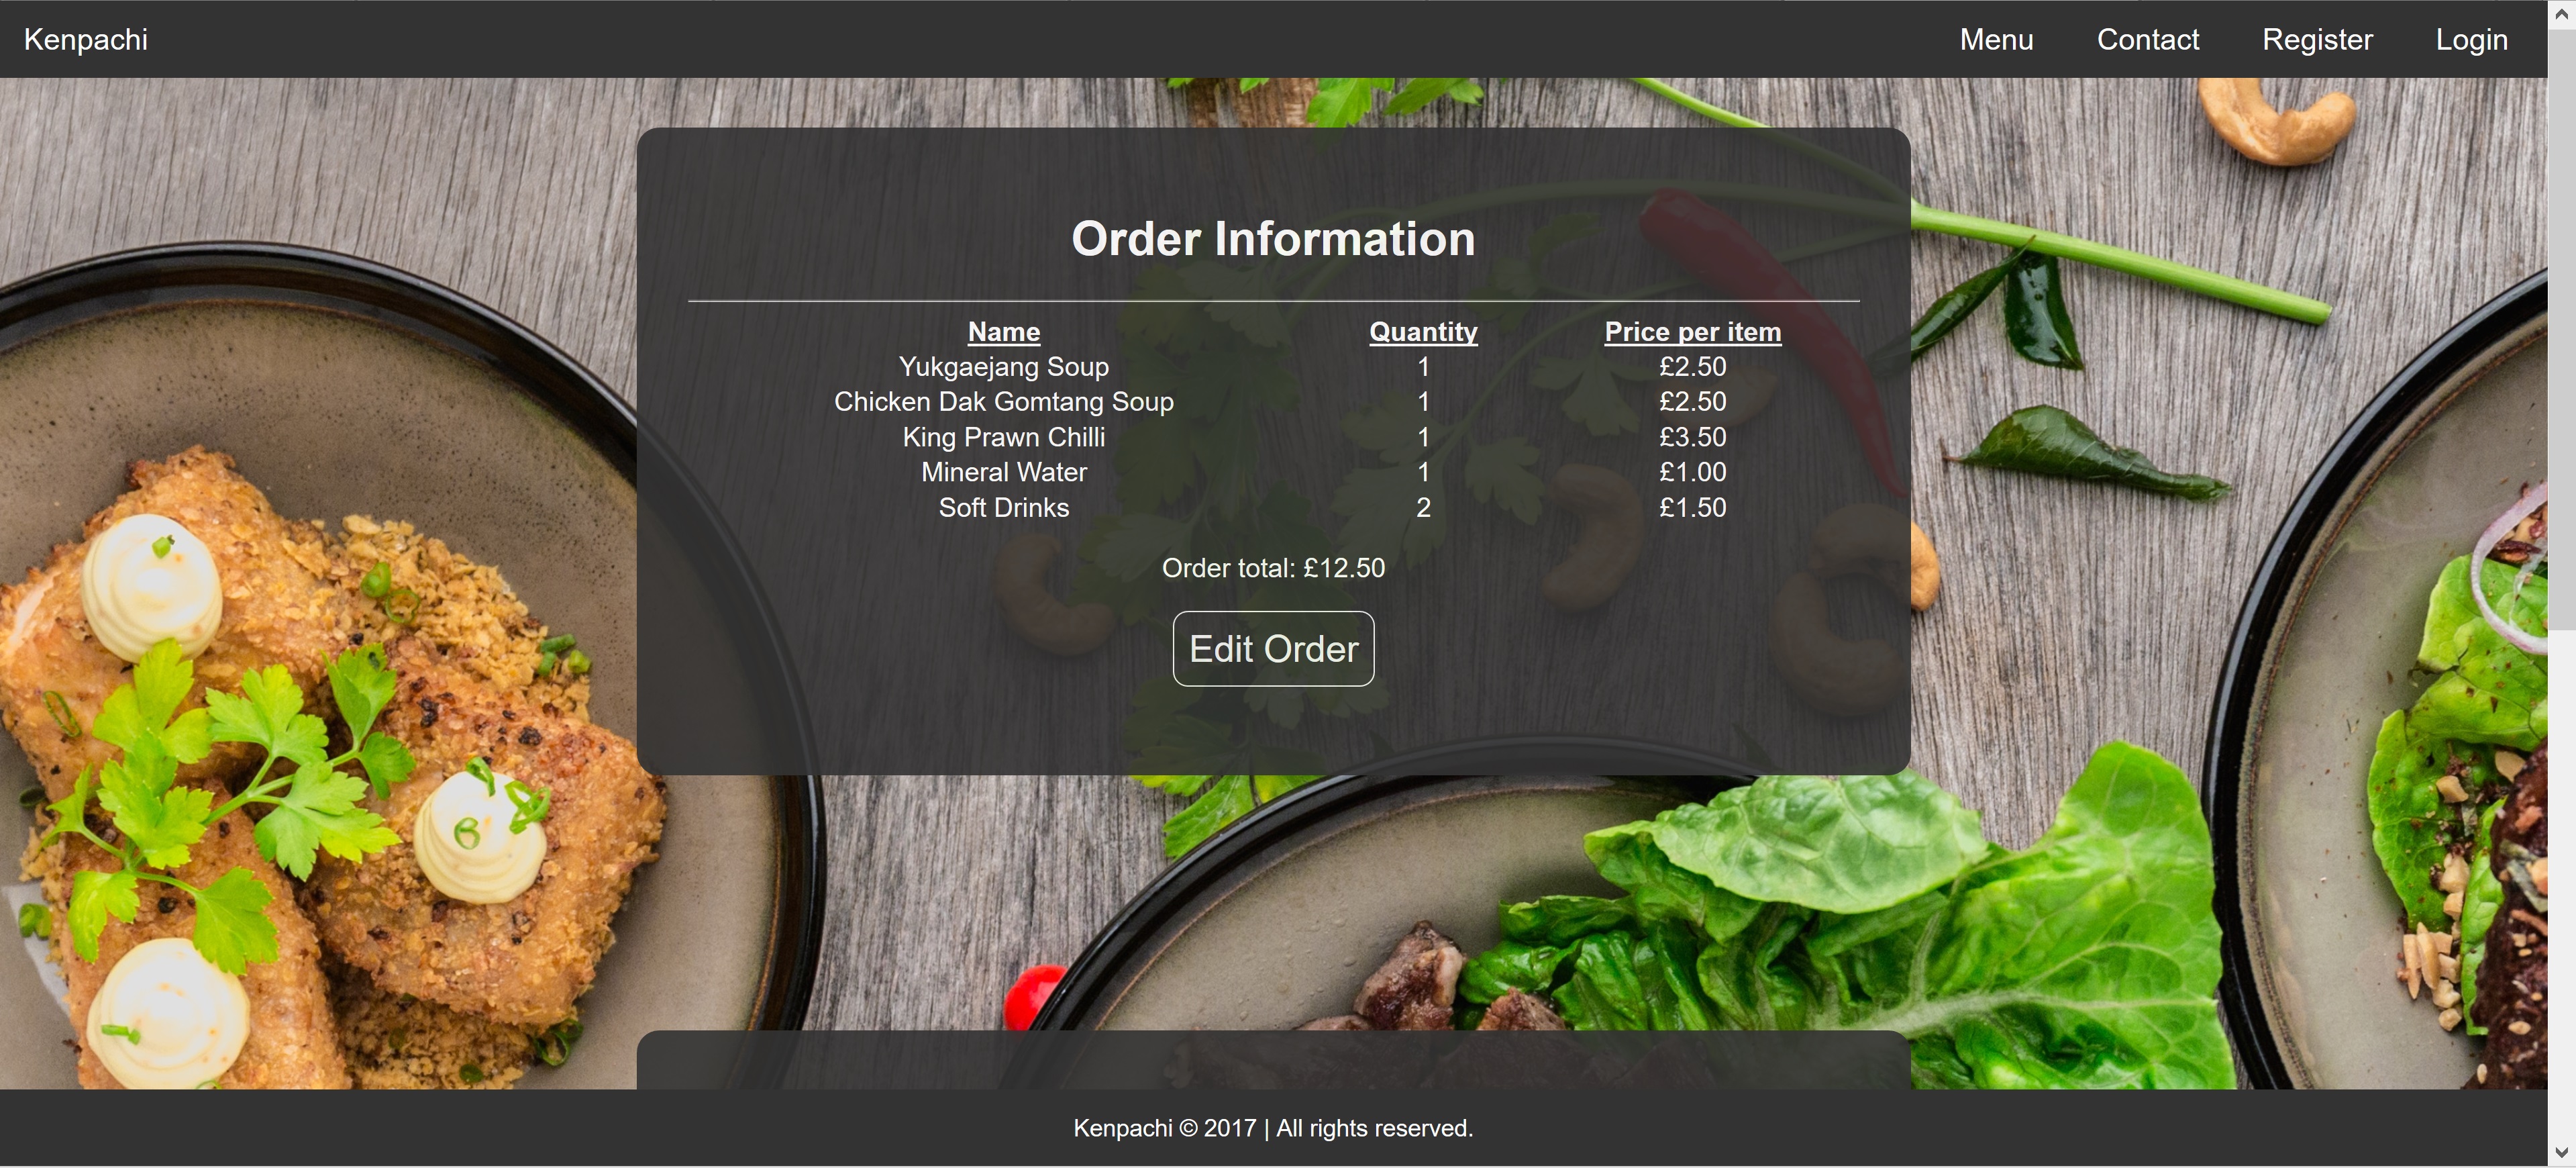 Kenpachi Menu Contact Register Login
Order Information
Name Quantity Price per item
Yukgaejang Soup 1 £2.50
Chicken Dak Gomtang Soup 1 £2.50
King Prawn Chilli 1 £3.50
Mineral Water 1 £1.00
Soft Drinks 2 £1.50
Order total: £12.50
Edit Order
Kenpachi © 2017 | All rights reserved.